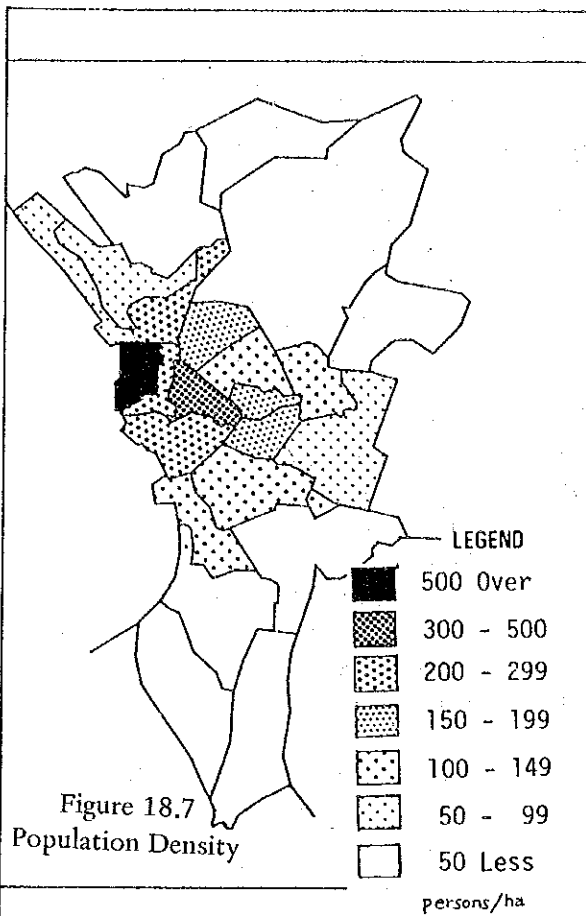 LEGEND
500 Over
300 - 500
200 - 299
150 - 199
100 - 149
50 - 99
50 Less
persons/ha
Figure 18.7
Population Density